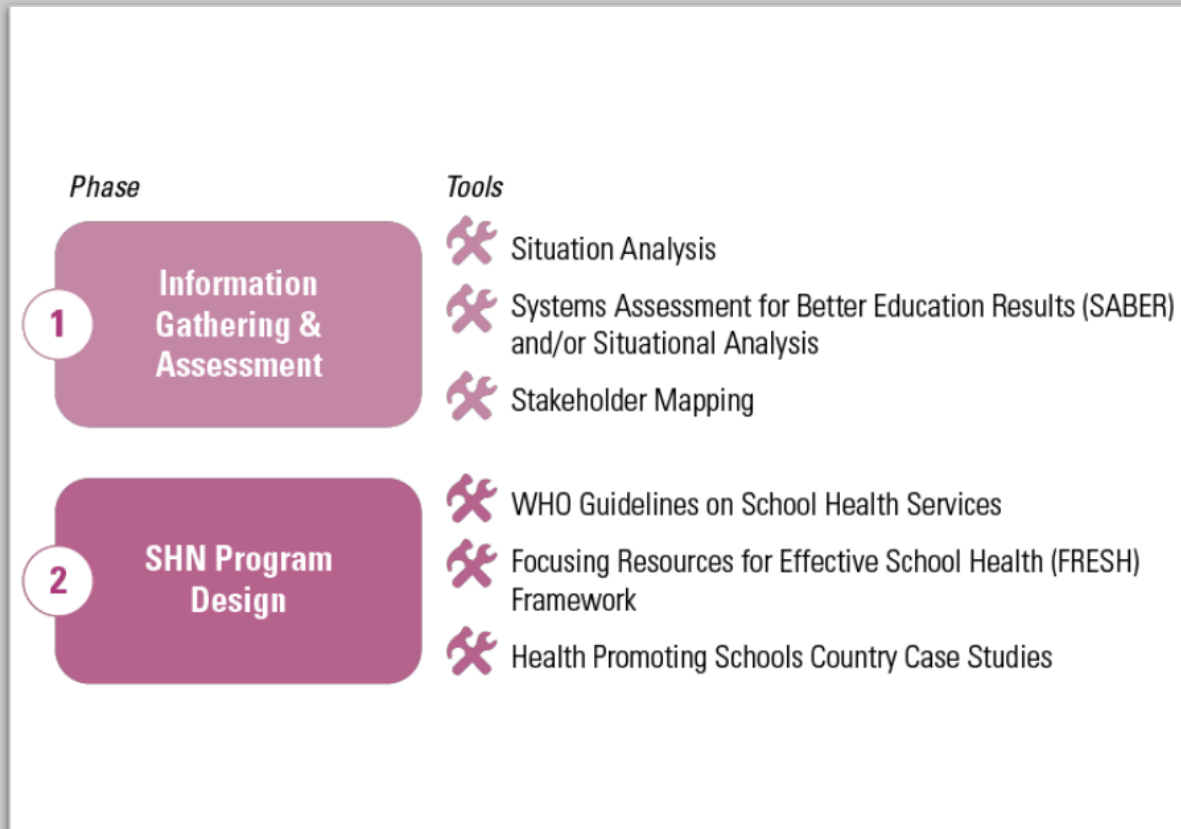 Phase
Tools
1
Information
Gathering &
Assessment
Situation Analysis
Systems Assessment for Better Education Results (SABER)
and/or Situational Analysis
Stakeholder Mapping
2
SHN Program
Design
WHO Guidelines on School Health Services
Focusing Resources for Effective School Health (FRESH)
Framework
Health Promoting Schools Country Case Studies